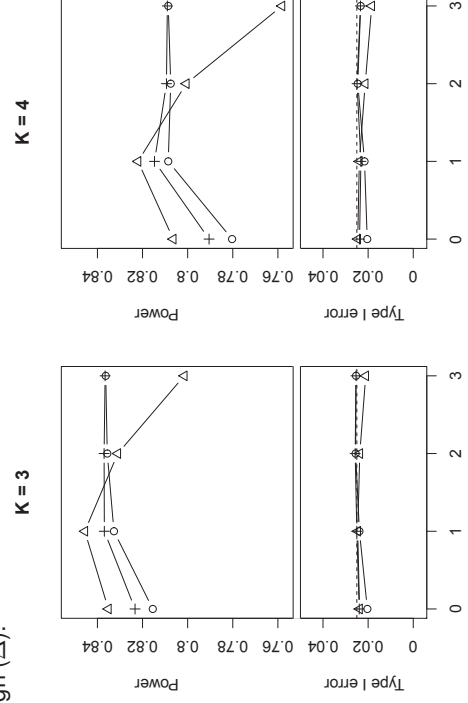 gn (△).
K = 3
Power
0.84 0.82 0.8 0.78 0.76
Type I error
0.04 0.02 0
0 1 2 3
K = 4
Power
0.84 0.82 0.8 0.78 0.76
Type I error
0.04 0.02 0
0 1 2 3